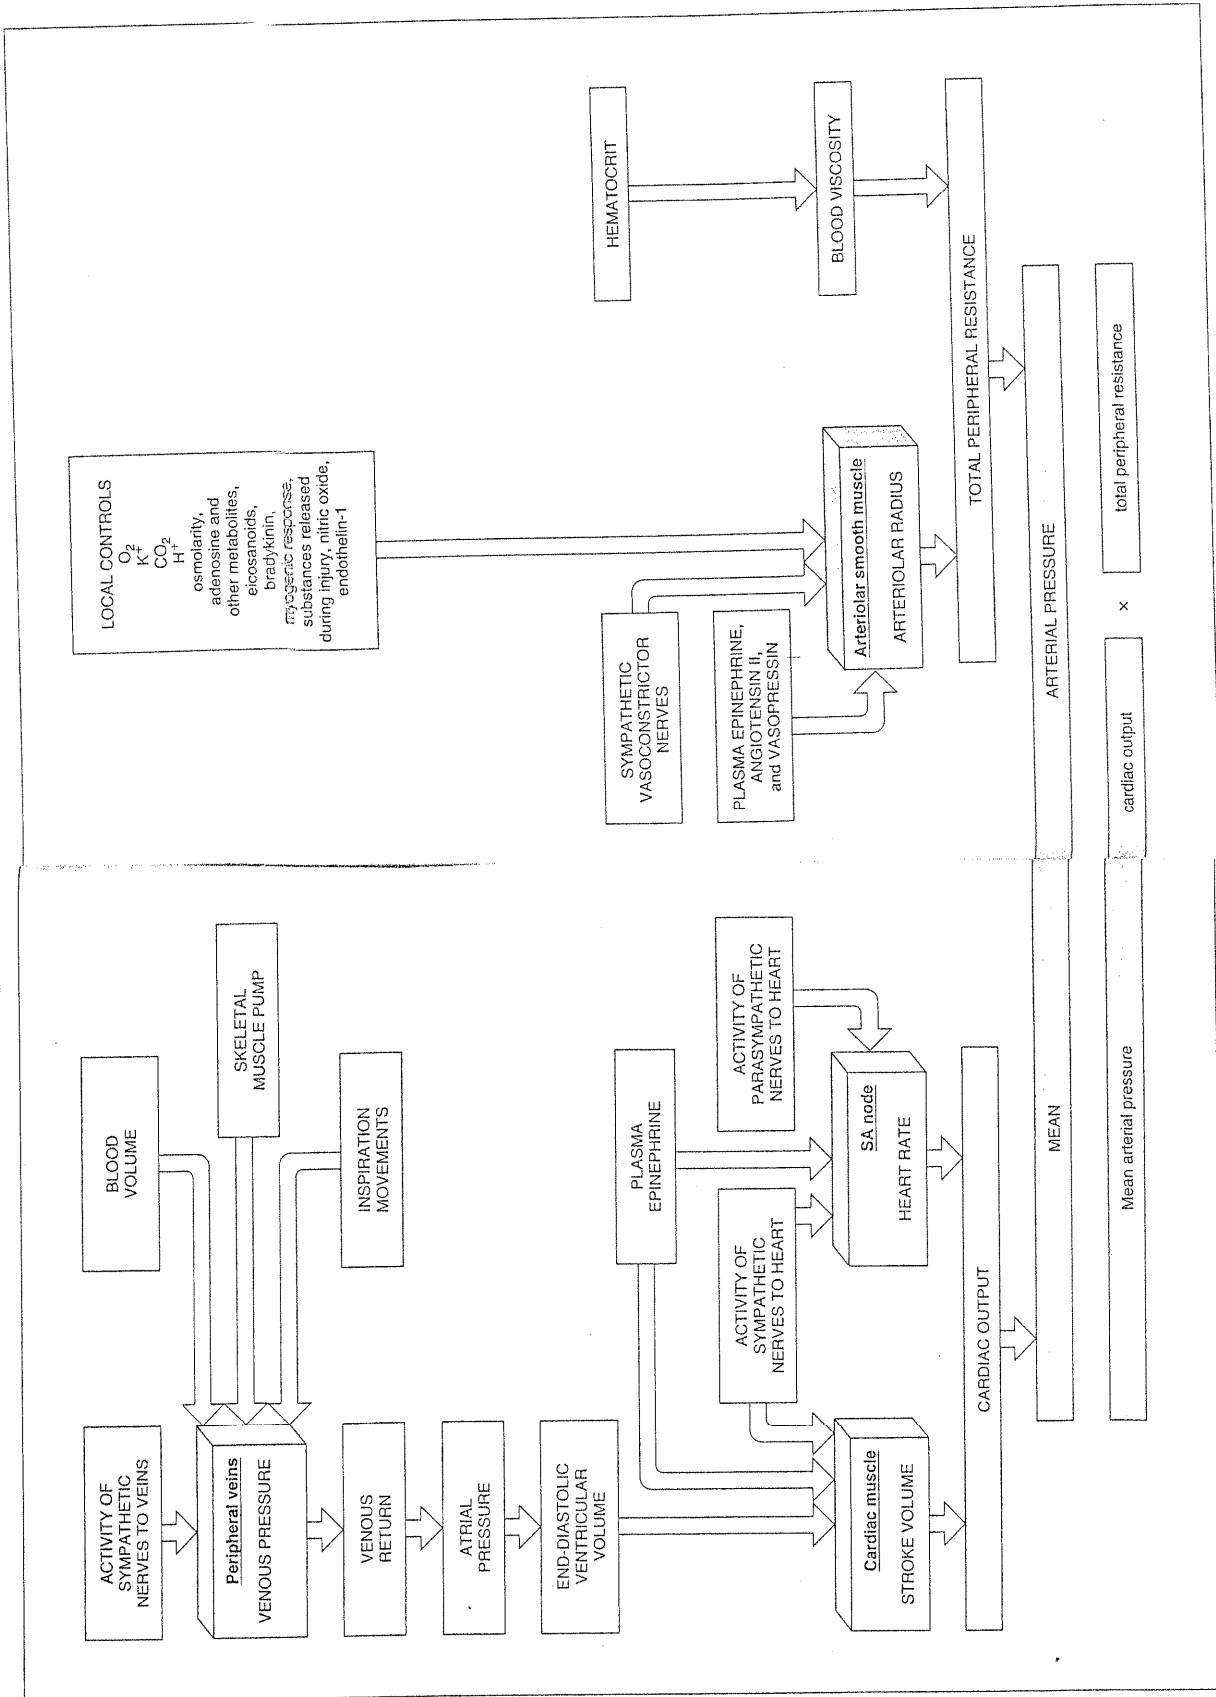 ACTIVITY OF
SYMPATHETIC
NERVES TO VEINS
BLOOD
VOLUME
SKELETAL
MUSCLE PUMP
INSPIRATION
MOVEMENTS
Peripheral veins
VENOUS PRESSURE
VENOUS
RETURN
ATRIAL
PRESSURE
END-DIASTOLIC
VENTRICULAR
VOLUME
PLASMA
EPINEPHRINE
ACTIVITY OF
SYMPATHETIC
NERVES TO HEART
ACTIVITY OF
PARASYMPATHETIC
NERVES TO HEART
Cardiac muscle
STROKE VOLUME
SA node
HEART RATE
CARDIAC OUTPUT
LOCAL CONTROLS
O2
K+
CO2
H+
osmolarity,
adenosine and
other metabolites,
eicosanoids,
bradykinin,
myogenic response,
substances released
during injury, nitric oxide,
endothelin-1
SYMPATHETIC
VASOCONSTRICTOR
NERVES
PLASMA EPINEPHRINE,
ANGIOTENSIN II,
and VASOPRESSIN
HEMATOCRIT
Arteriolar smooth muscle
ARTERIOLAR RADIUS
BLOOD VISCOSITY
TOTAL PERIPHERAL RESISTANCE
MEAN ARTERIAL PRESSURE
Mean arterial pressure cardiac output × total peripheral resistance